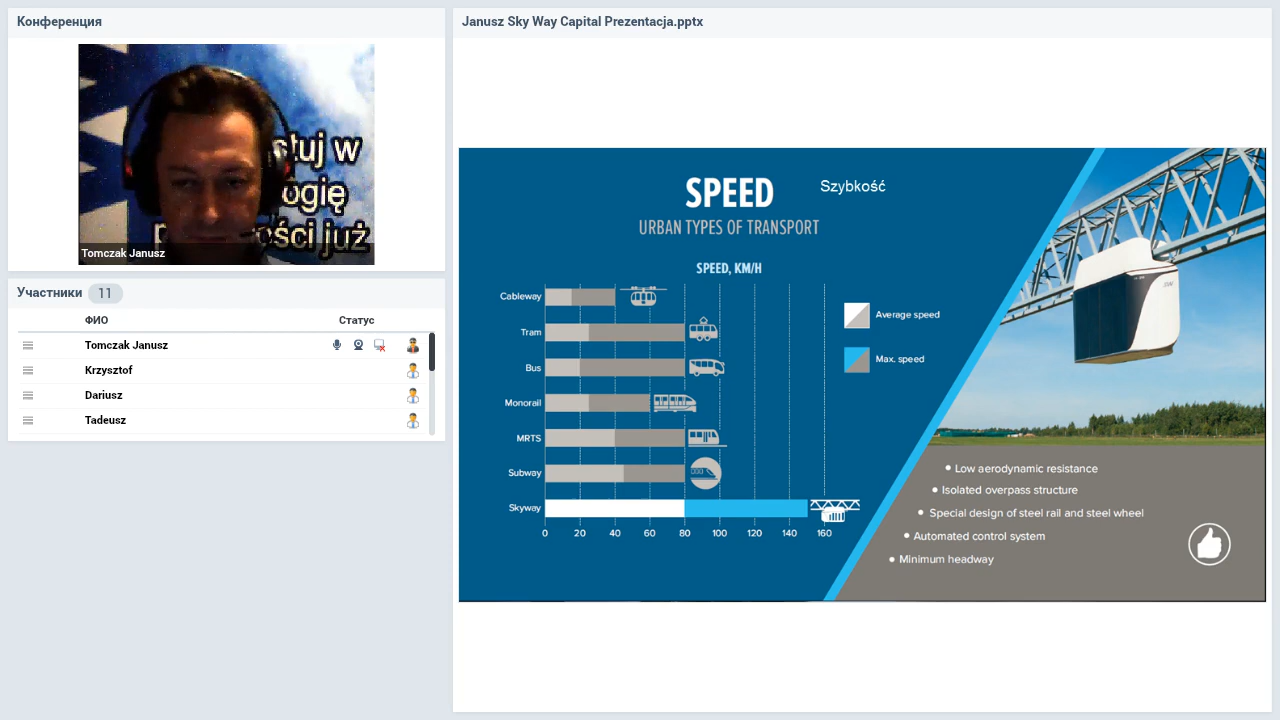 Конференция
stuj w
ogię
ści już
Tomczak Janusz
Участники 11
ФИО Статус
Tomczak Janusz
Krzysztof
Dariusz
Tadeusz
Janusz Sky Way Capital Prezentacja.pptx
SPEED Szybkość
URBAN TYPES OF TRANSPORT
SPEED, KM/H
Cableway
Tram
Bus
Monorail
MRTS
Subway
Skyway
0 20 40 60 80 100 120 140 160
Average speed
Max. speed
Low aerodynamic resistance
Isolated overpass structure
Special design of steel rail and steel wheel
Automated control system
Minimum headway